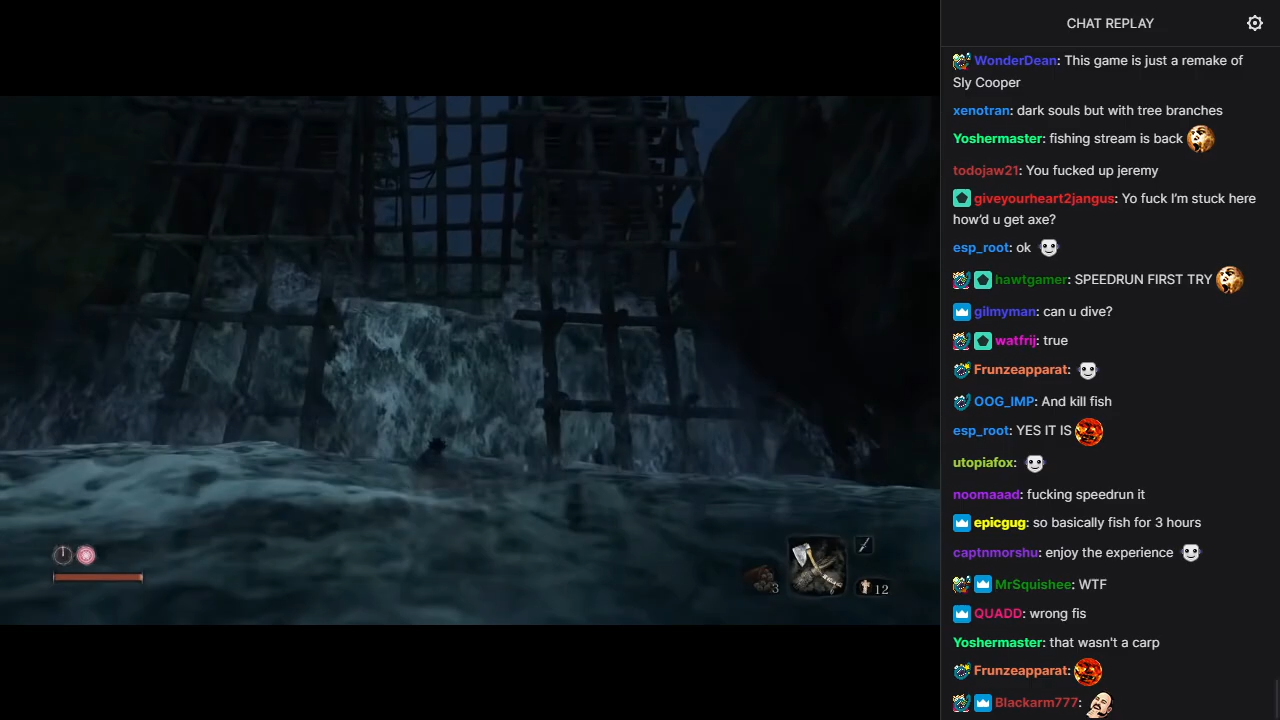 CHAT REPLAY
WonderDean: This game is just a remake of
Sly Cooper
xenotran: dark souls but with tree branches
Yoshermaster: fishing stream is back
todojaw21: You fucked up jeremy
giveyourheart2jangus: Yo fuck I'm stuck here
how'd u get axe?
esp_root: ok
hawtgamer: SPEEDRUN FIRST TRY
gilmyman: can u dive?
watfrij: true
Frunzeapparat:
OOG_IMP: And kill fish
esp_root: YES IT IS
utopiafox:
noomaaad: fucking speedrun it
epicgug: so basically fish for 3 hours
captnmorshu: enjoy the experience
MrSquishee: WTF
QUADD: wrong fis
Yoshermaster: that wasn't a carp
Frunzeapparat:
Blackarm777:
3
12